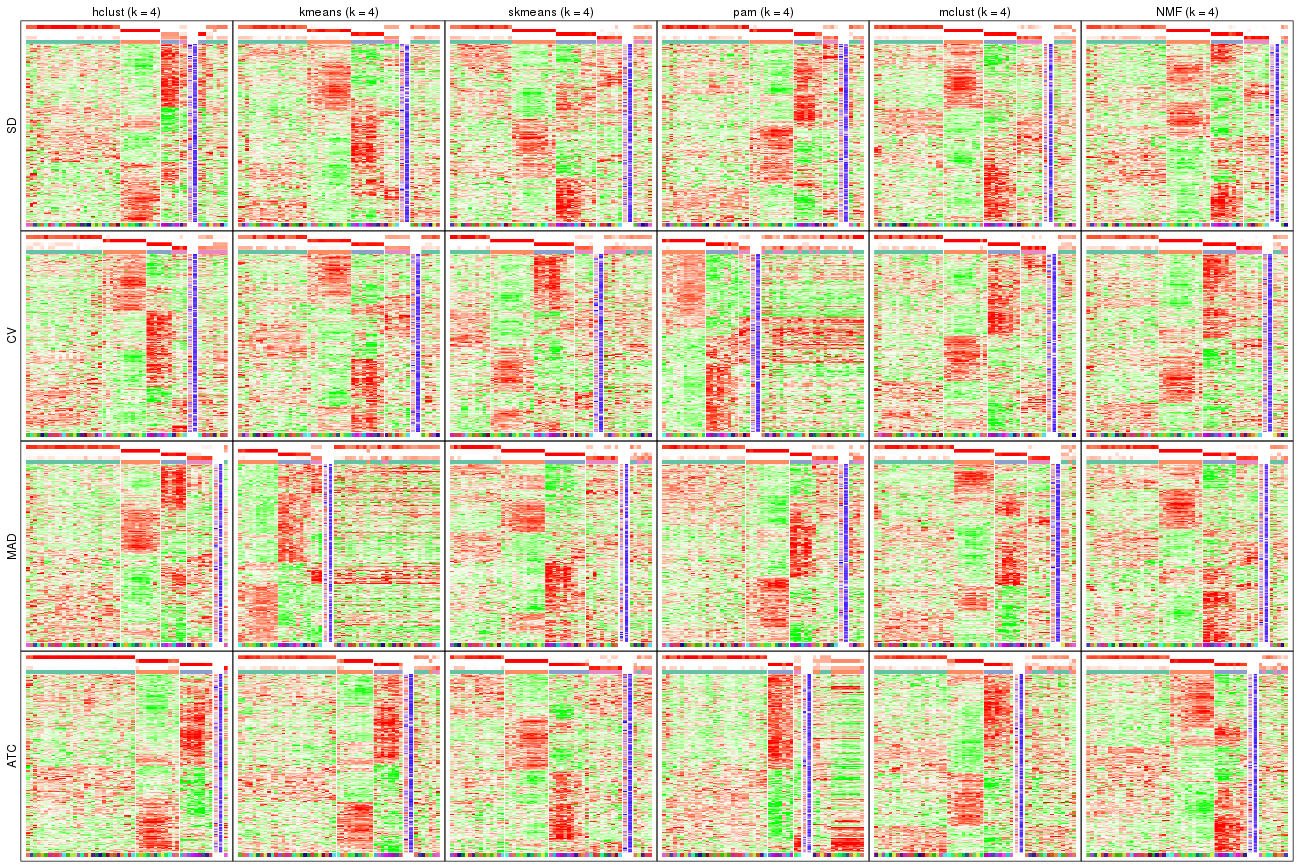 hclust (k = 4) kmeans (k = 4) skmeans (k = 4) pam (k = 4) mclust (k = 4) NMF (k = 4)
SD
CV
MAD
ATC